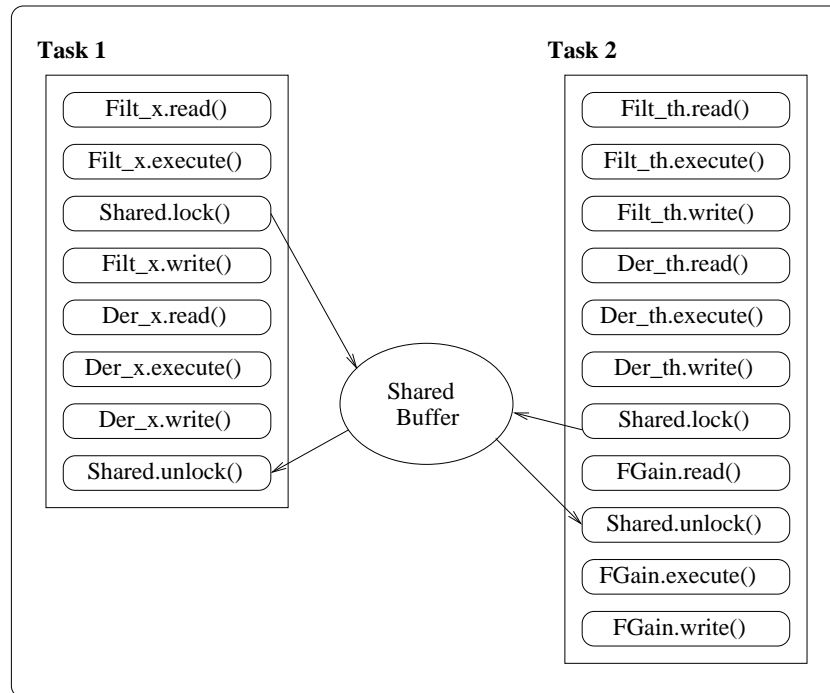 Task 1
Filt_x.read()
Filt_x.execute()
Shared.lock()
Filt_x.write()
Der_x.read()
Der_x.execute()
Der_x.write()
Shared.unlock()
Shared
Buffer
Task 2
Filt_th.read()
Filt_th.execute()
Filt_th.write()
Der_th.read()
Der_th.execute()
Der_th.write()
Shared.lock()
FGain.read()
Shared.unlock()
FGain.execute()
FGain.write()